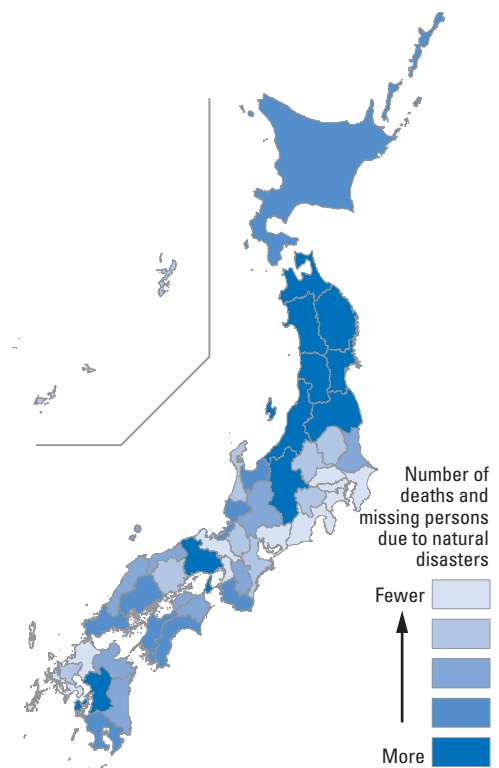 Number of
deaths and
missing persons
due to natural
disasters
Fewer
More